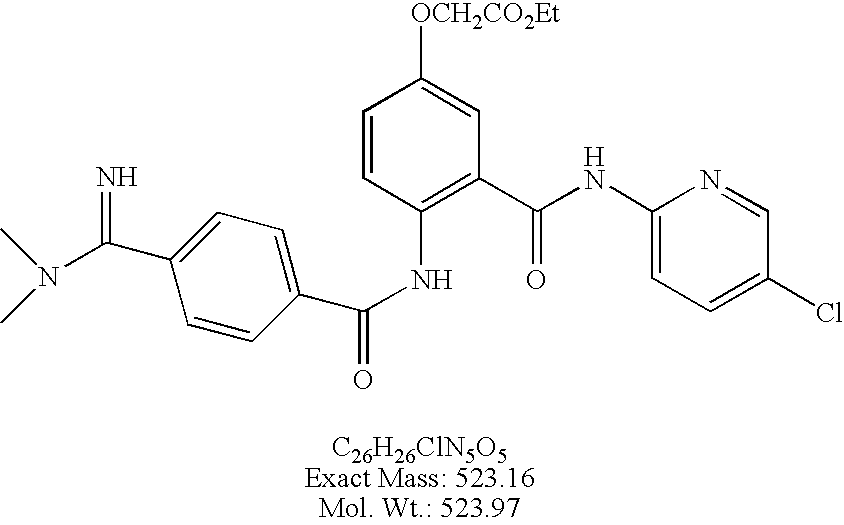 OCH₂CO₂Et
NH
H
N
N
N
NH
O
O
Cl
C₂₆H₂₆ClN₅O₅
Exact Mass: 523.16
Mol. Wt.: 523.97